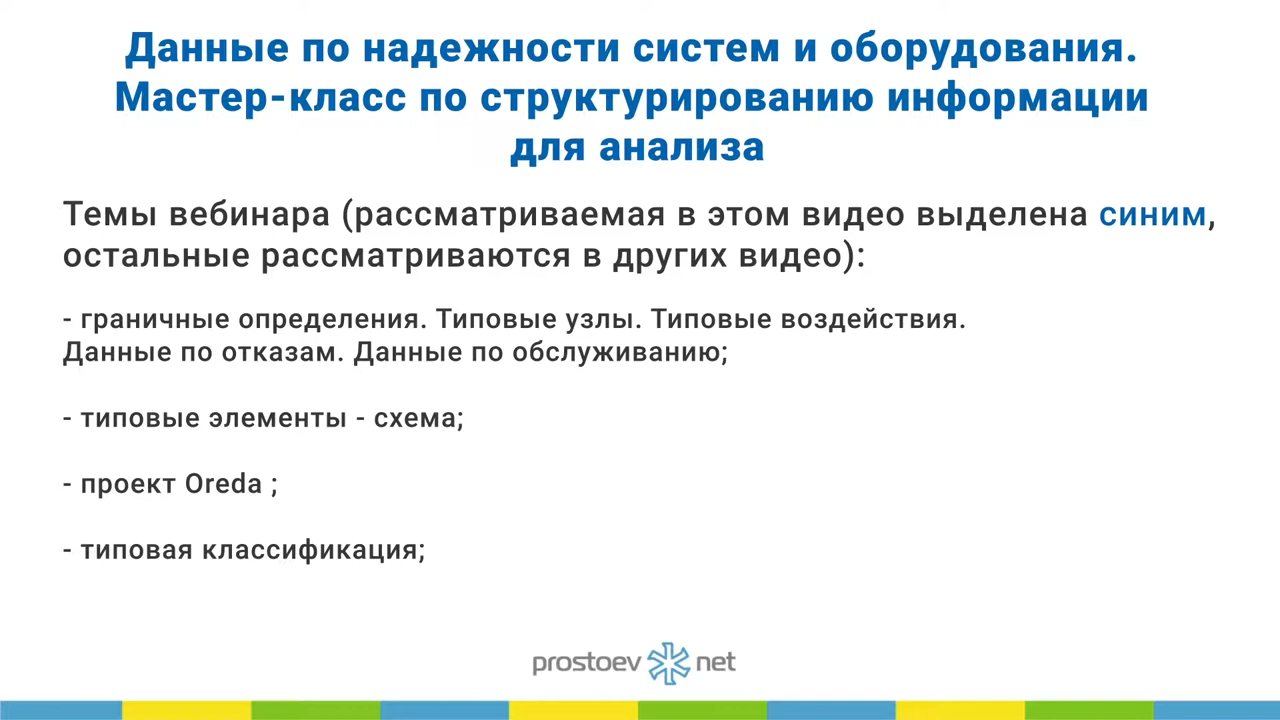 Данные по надежности систем и оборудования.
Мастер-класс по структурированию информации
для анализа
Темы вебинара (рассматриваемая в этом видео выделена синим,
остальные рассматриваются в других видео):
- граничные определения. Типовые узлы. Типовые воздействия.
Данные по отказам. Данные по обслуживанию;
- типовые элементы - схема;
- проект Oreda ;
- типовая классификация;
prostoev net